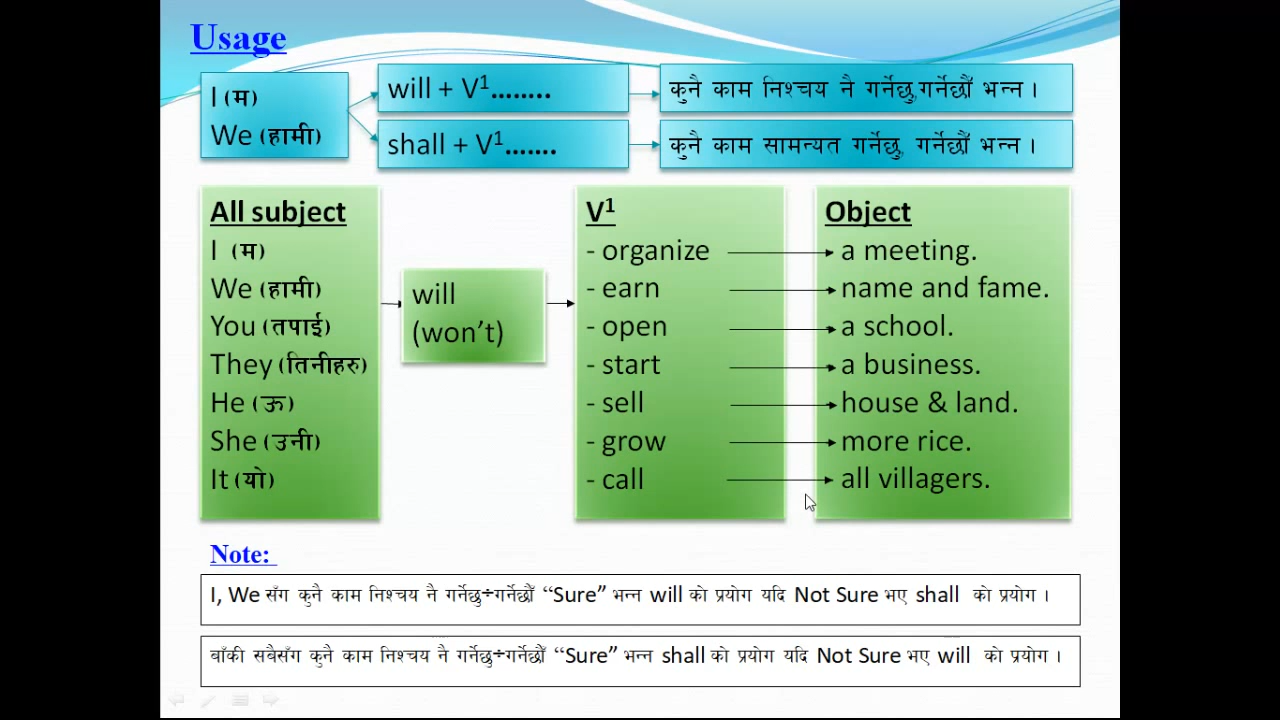 Usage
I (म)
We (हामी)
will + V¹........
shall + V¹.......
कुनै काम निश्चय नै गर्नेछु,गर्नेछौं भन्न ।
कुनै काम सामन्यत गर्नेछु, गर्नेछौं भन्न ।
All subject
I (म)
We (हामी)
You (तपाई)
They (तिनीहरु)
He (ऊ)
She (उनी)
It (यो)
will
(won't)
V¹
- organize
- earn
- open
- start
- sell
- grow
- call
Object
a meeting.
name and fame.
a school.
a business.
house & land.
more rice.
all villagers.
Note:
I, We सँग कुनै काम निश्चय नै गर्नेछु÷गर्नेछौं “Sure” भन्न will को प्रयोग यदि Not Sure भए shall को प्रयोग ।
बाँकी सबैसँग कुनै काम निश्चय नै गर्नेछु÷गर्नेछौं “Sure” भन्न shall को प्रयोग यदि Not Sure भए will को प्रयोग ।